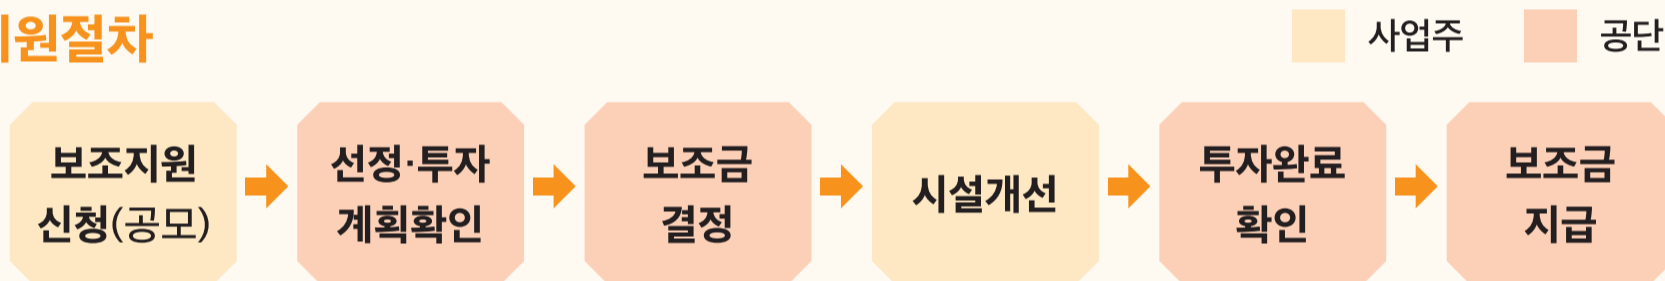 지원절차
사업주
공단
보조지원
신청(공모)
선정·투자
계획확인
보조금
결정
시설개선
투자완료
확인
보조금
지급